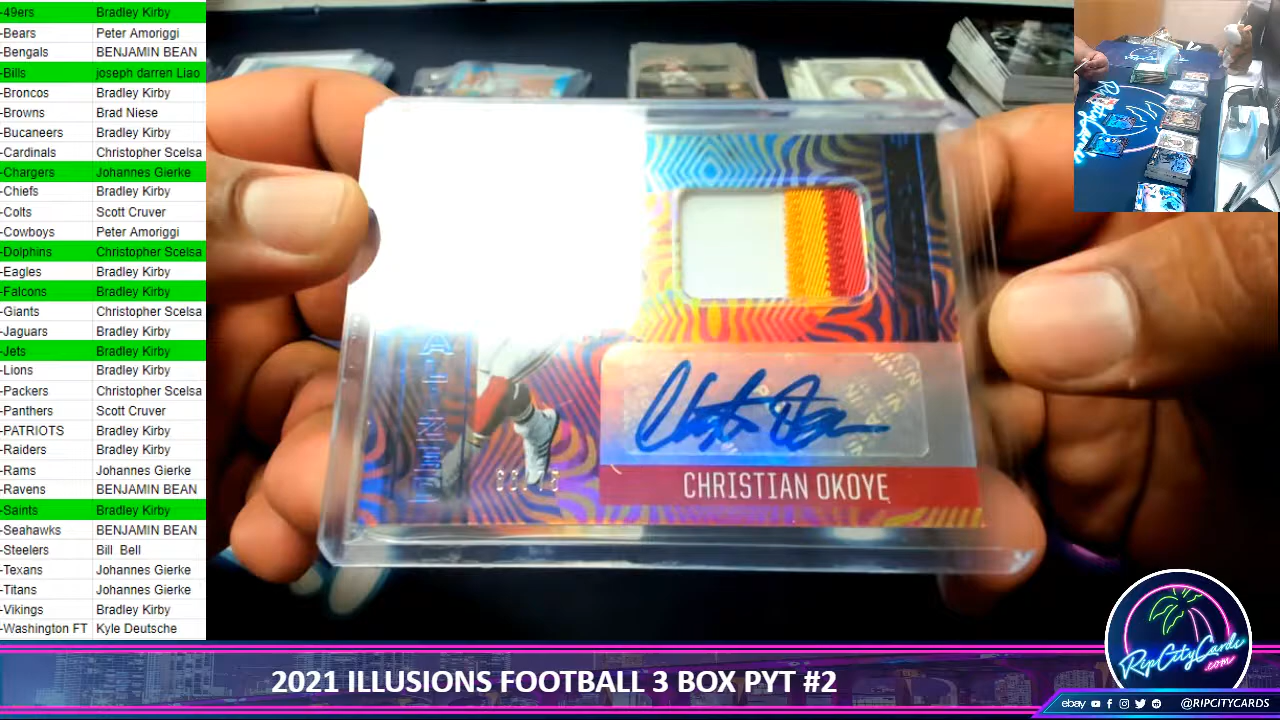 -49ers Bradley Kirby
-Bears Peter Amoriggi
-Bengals BENJAMIN BEAN
-Bills joseph darren Liao
-Broncos Bradley Kirby
-Browns Brad Niese
-Bucaneers Bradley Kirby
-Cardinals Christopher Scelsa
-Chargers Johannes Gierke
-Chiefs Bradley Kirby
-Colts Scott Cruver
-Cowboys Peter Amoriggi
-Dolphins Christopher Scelsa
-Eagles Bradley Kirby
-Falcons Bradley Kirby
-Giants Christopher Scelsa
-Jaguars Bradley Kirby
-Jets Bradley Kirby
-Lions Bradley Kirby
-Packers Christopher Scelsa
-Panthers Scott Cruver
-PATRIOTS Bradley Kirby
-Raiders Bradley Kirby
-Rams Johannes Gierke
-Ravens BENJAMIN BEAN
-Saints Bradley Kirby
-Seahawks BENJAMIN BEAN
-Steelers Bill Bell
-Texans Johannes Gierke
-Titans Johannes Gierke
-Vikings Bradley Kirby
-Washington FT Kyle Deutsche
CHRISTIAN OKOYE
2021 ILLUSIONS FOOTBALL 3 BOX PYT #2
RipCityCards
.com
ebay @RIPCITYCARDS